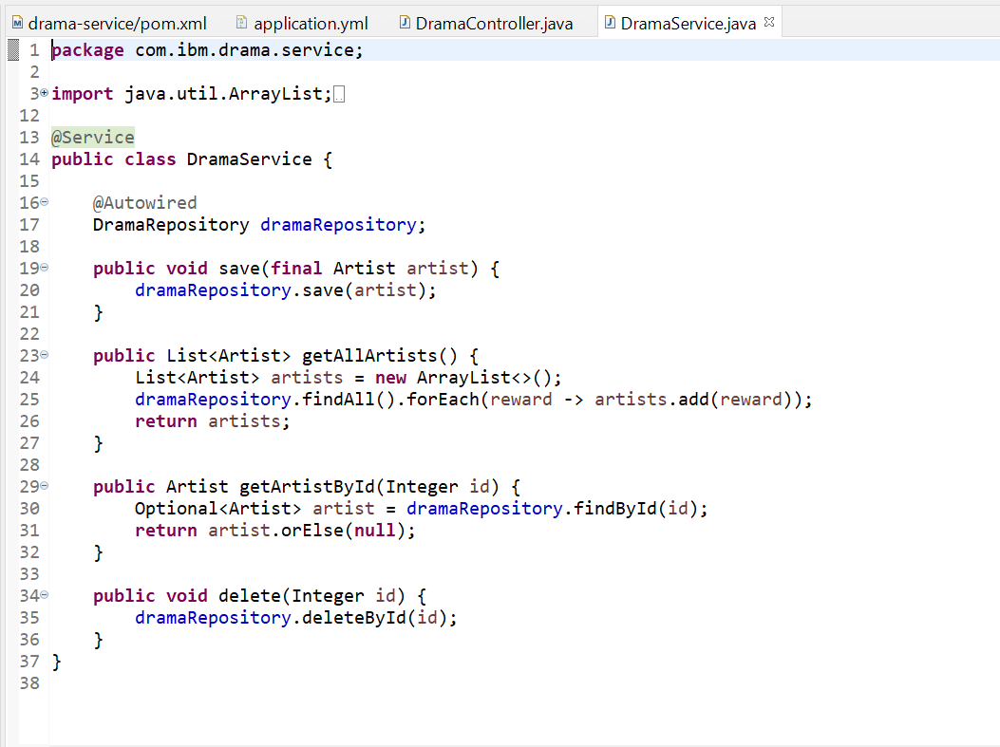 drama-service/pom.xml application.yml DramaController.java DramaService.java
1 package com.ibm.drama.service;
2
3 import java.util.ArrayList;
12
13 @Service
14 public class DramaService {
15
16     @Autowired
17     DramaRepository dramaRepository;
18
19     public void save(final Artist artist) {
20         dramaRepository.save(artist);
21     }
22
23     public List<Artist> getAllArtists() {
24         List<Artist> artists = new ArrayList<>();
25         dramaRepository.findAll().forEach(reward -> artists.add(reward));
26         return artists;
27     }
28
29     public Artist getArtistById(Integer id) {
30         Optional<Artist> artist = dramaRepository.findById(id);
31         return artist.orElse(null);
32     }
33
34     public void delete(Integer id) {
35         dramaRepository.deleteById(id);
36     }
37 }
38